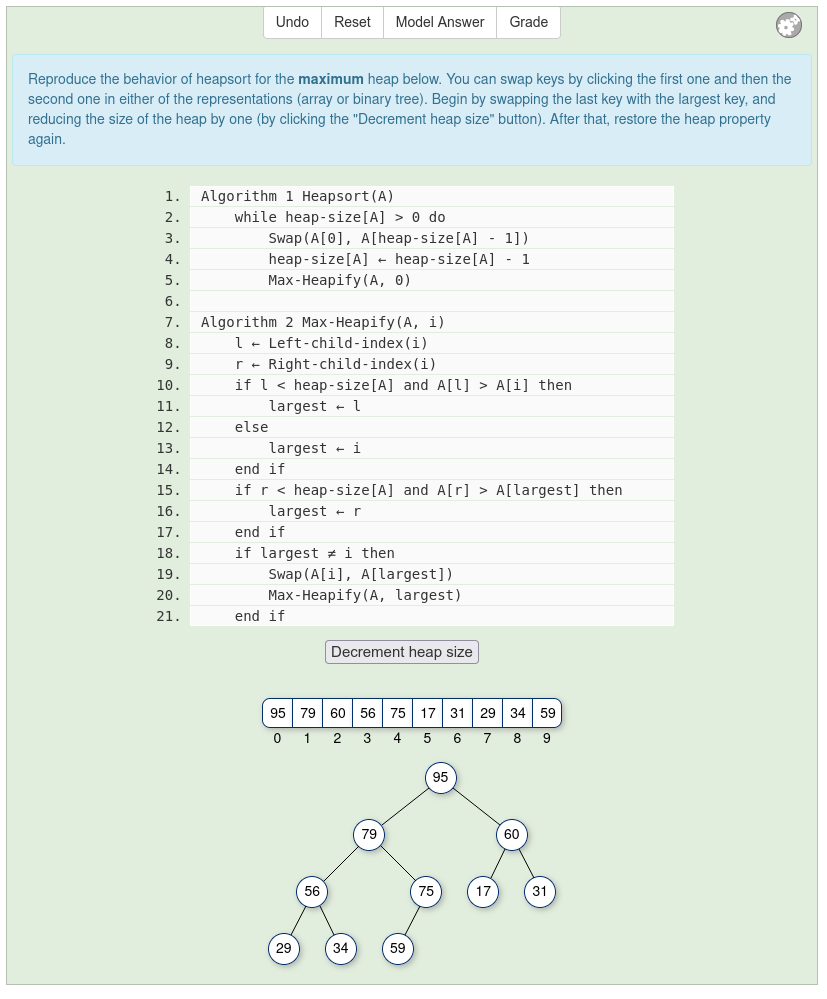 Undo Reset Model Answer Grade
Reproduce the behavior of heapsort for the maximum heap below. You can swap keys by clicking the first one and then the
second one in either of the representations (array or binary tree). Begin by swapping the last key with the largest key, and
reducing the size of the heap by one (by clicking the "Decrement heap size" button). After that, restore the heap property
again.
1. Algorithm 1 Heapsort(A)
2. while heap-size[A] > 0 do
3. Swap(A[0], A[heap-size[A] - 1])
4. heap-size[A] ← heap-size[A] - 1
5. Max-Heapify(A, 0)
6.
7. Algorithm 2 Max-Heapify(A, i)
8. l ← Left-child-index(i)
9. r ← Right-child-index(i)
10. if l < heap-size[A] and A[l] > A[i] then
11. largest ← l
12. else
13. largest ← i
14. end if
15. if r < heap-size[A] and A[r] > A[largest] then
16. largest ← r
17. end if
18. if largest ≠ i then
19. Swap(A[i], A[largest])
20. Max-Heapify(A, largest)
21. end if
Decrement heap size
95 79 60 56 75 17 31 29 34 59
0 1 2 3 4 5 6 7 8 9
95
79 60
56 75 17 31
29 34 59